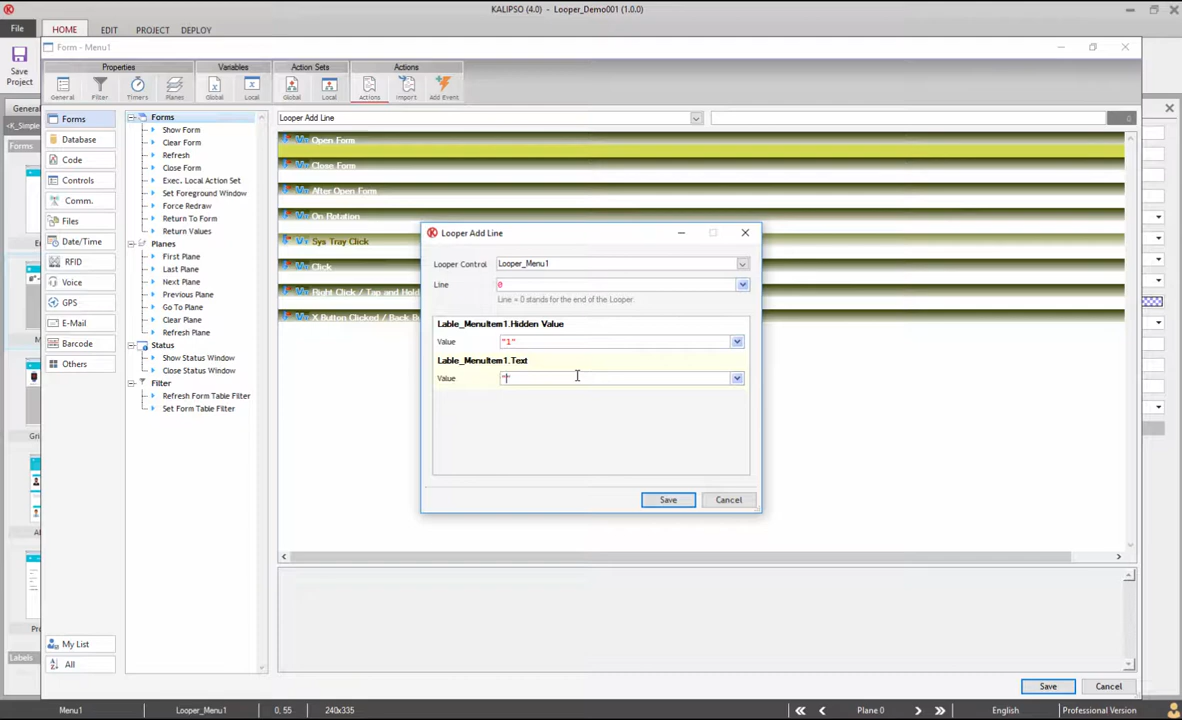 KALIPSO (4.0) - Looper_Demo001 (1.0.0)
File
HOME
EDIT
PROJECT
DEPLOY
Form - Menu1
Save
Project
Properties
Variables
Action Sets
Actions
General
Filter
Timers
Planes
Global
Local
Global
Local
Actions
Import
Add Event
General
<K_Simple
Forms
Forms
Database
Code
Controls
Comm.
Files
Date/Time
RFID
Voice
GPS
E-Mail
Barcode
Others
My List
All
Labels
Forms
Show Form
Clear Form
Refresh
Close Form
Exec. Local Action Set
Set Foreground Window
Force Redraw
Return To Form
Return Values
Planes
First Plane
Last Plane
Next Plane
Previous Plane
Go To Plane
Clear Plane
Refresh Plane
Status
Show Status Window
Close Status Window
Filter
Refresh Form Table Filter
Set Form Table Filter
Looper Add Line
0
Open Form
Close Form
After Open Form
On Rotation
Sys Tray Click
Click
Right Click / Tap and Hold
X Button Clicked / Back B
Looper Add Line
Looper Control
Looper_Menu1
Line
0
Line = 0 stands for the end of the Looper.
Lable_MenuItem1.Hidden Value
Value
"1"
Lable_MenuItem1.Text
Value
""
Save
Cancel
Save
Cancel
Menu1
Looper_Menu1
0, 55
240x335
Plane 0
English
Professional Version